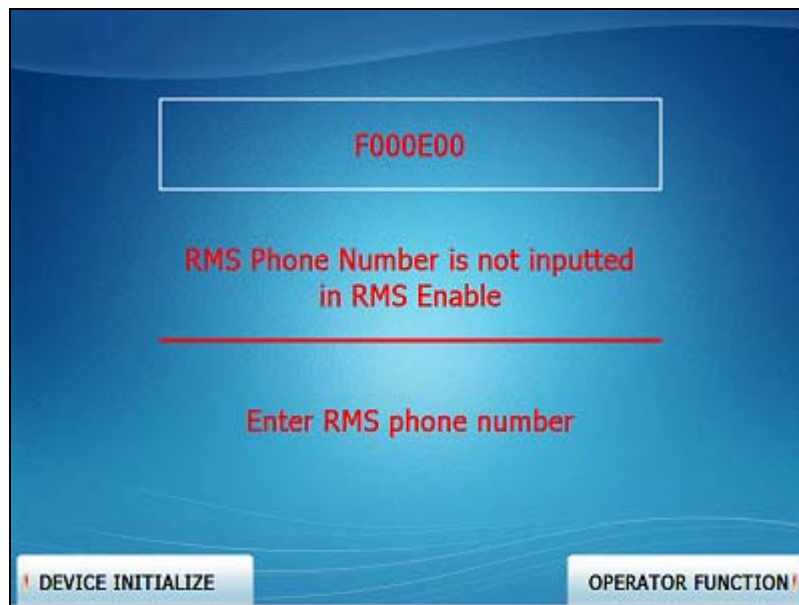 F000E00
RMS Phone Number is not inputted
in RMS Enable
Enter RMS phone number
DEVICE INITIALIZE
OPERATOR FUNCTION